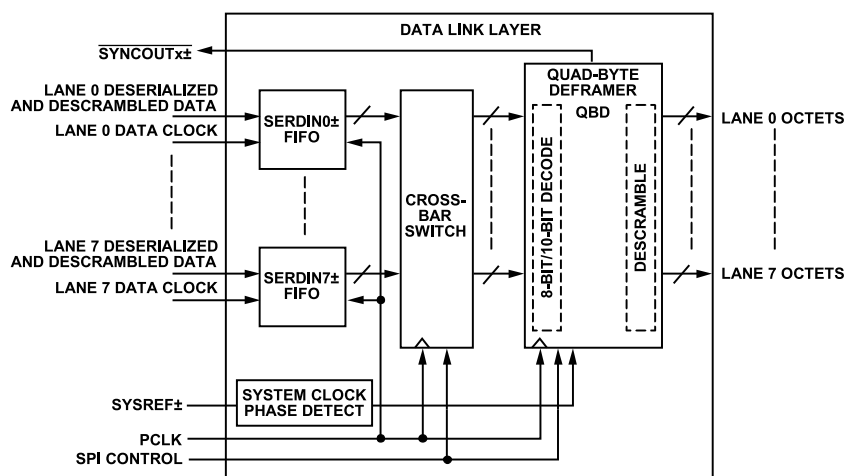 DATA LINK LAYER
SYNCOUTx±
QUAD-BYTE
DEFRAMER
QBD
LANE 0 DESERIALIZED
AND DESCRAMBLED DATA
LANE 0 DATA CLOCK
SERDIN0±
FIFO
LANE 0 OCTETS
CROSS-
BAR
SWITCH
8-BIT/10-BIT DECODE
DESCRAMBLE
LANE 7 DESERIALIZED
AND DESCRAMBLED DATA
LANE 7 DATA CLOCK
SERDIN7±
FIFO
LANE 7 OCTETS
SYSREF±
SYSTEM CLOCK
PHASE DETECT
PCLK
SPI CONTROL